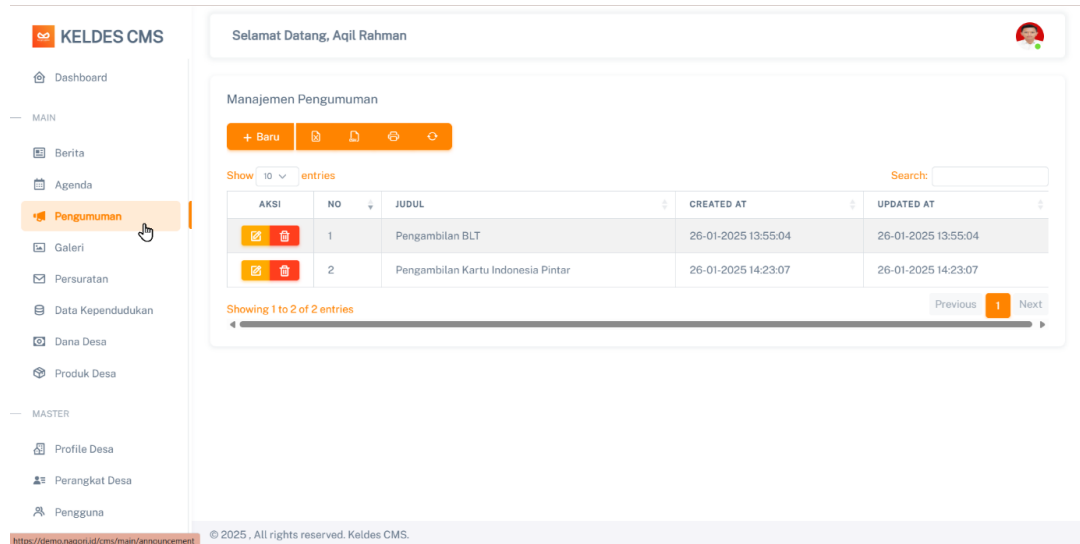 KELDES CMS
Selamat Datang, Aqil Rahman
Dashboard
MAIN
Berita
Agenda
Pengumuman
Galeri
Persuratan
Data Kependudukan
Dana Desa
Produk Desa
MASTER
Profile Desa
Perangkat Desa
Pengguna
https://demo.nagori.id/cms/main/announcement
Manajemen Pengumuman
+ Baru
Show 10 entries
Search:
AKSI NO JUDUL CREATED AT UPDATED AT
1 Pengambilan BLT 26-01-2025 13:55:04 26-01-2025 13:55:04
2 Pengambilan Kartu Indonesia Pintar 26-01-2025 14:23:07 26-01-2025 14:23:07
Showing 1 to 2 of 2 entries
Previous 1 Next
© 2025 , All rights reserved. Keldes CMS.